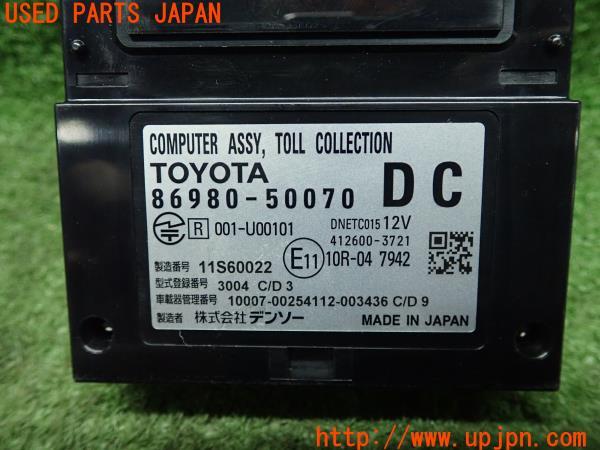 USED PARTS JAPAN
COMPUTER ASSY, TOLL COLLECTION
TOYOTA
86980-50070 DC
R 001-U00101 DNETC015 12V
412600-3721
E11 10R-04 7942
製造番号 11S60022
型式登録番号 3004 C/D 3
車載器管理番号 10007-00254112-003436 C/D 9
製造者 株式会社デンソー MADE IN JAPAN
http://www.upjpn.com/